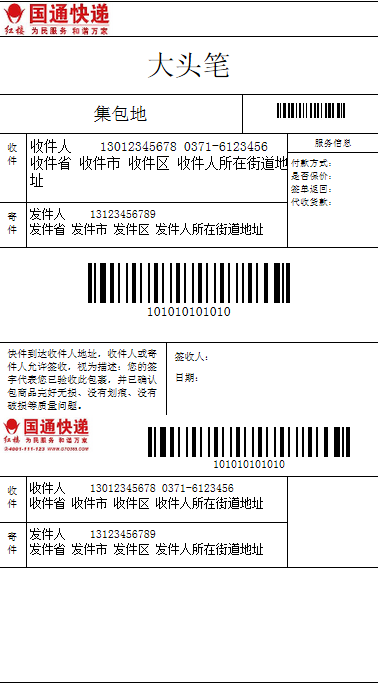 国通快递
红楼 为民服务 和谐万家
大头笔
集包地
收件
收件人 13012345678 0371-6123456
收件省 收件市 收件区 收件人所在街道地
址
服务信息
付款方式:
是否保价:
签单返回:
代收货款:
寄件
发件人 13123456789
发件省 发件市 发件区 发件人所在街道地址
101010101010
快件到达收件人地址, 收件人或寄
件人允许签收, 视为描述: 您的签
字代表您已验收此包裹, 并已确认
包商品完好无损、没有划痕、没有
破损等质量问题。
签收人:
日期:
国通快递
红楼 为民服务 和谐万家
101010101010
收件
收件人 13012345678 0371-6123456
收件省 收件市 收件区 收件人所在街道地址
寄件
发件人 13123456789
发件省 发件市 发件区 发件人所在街道地址